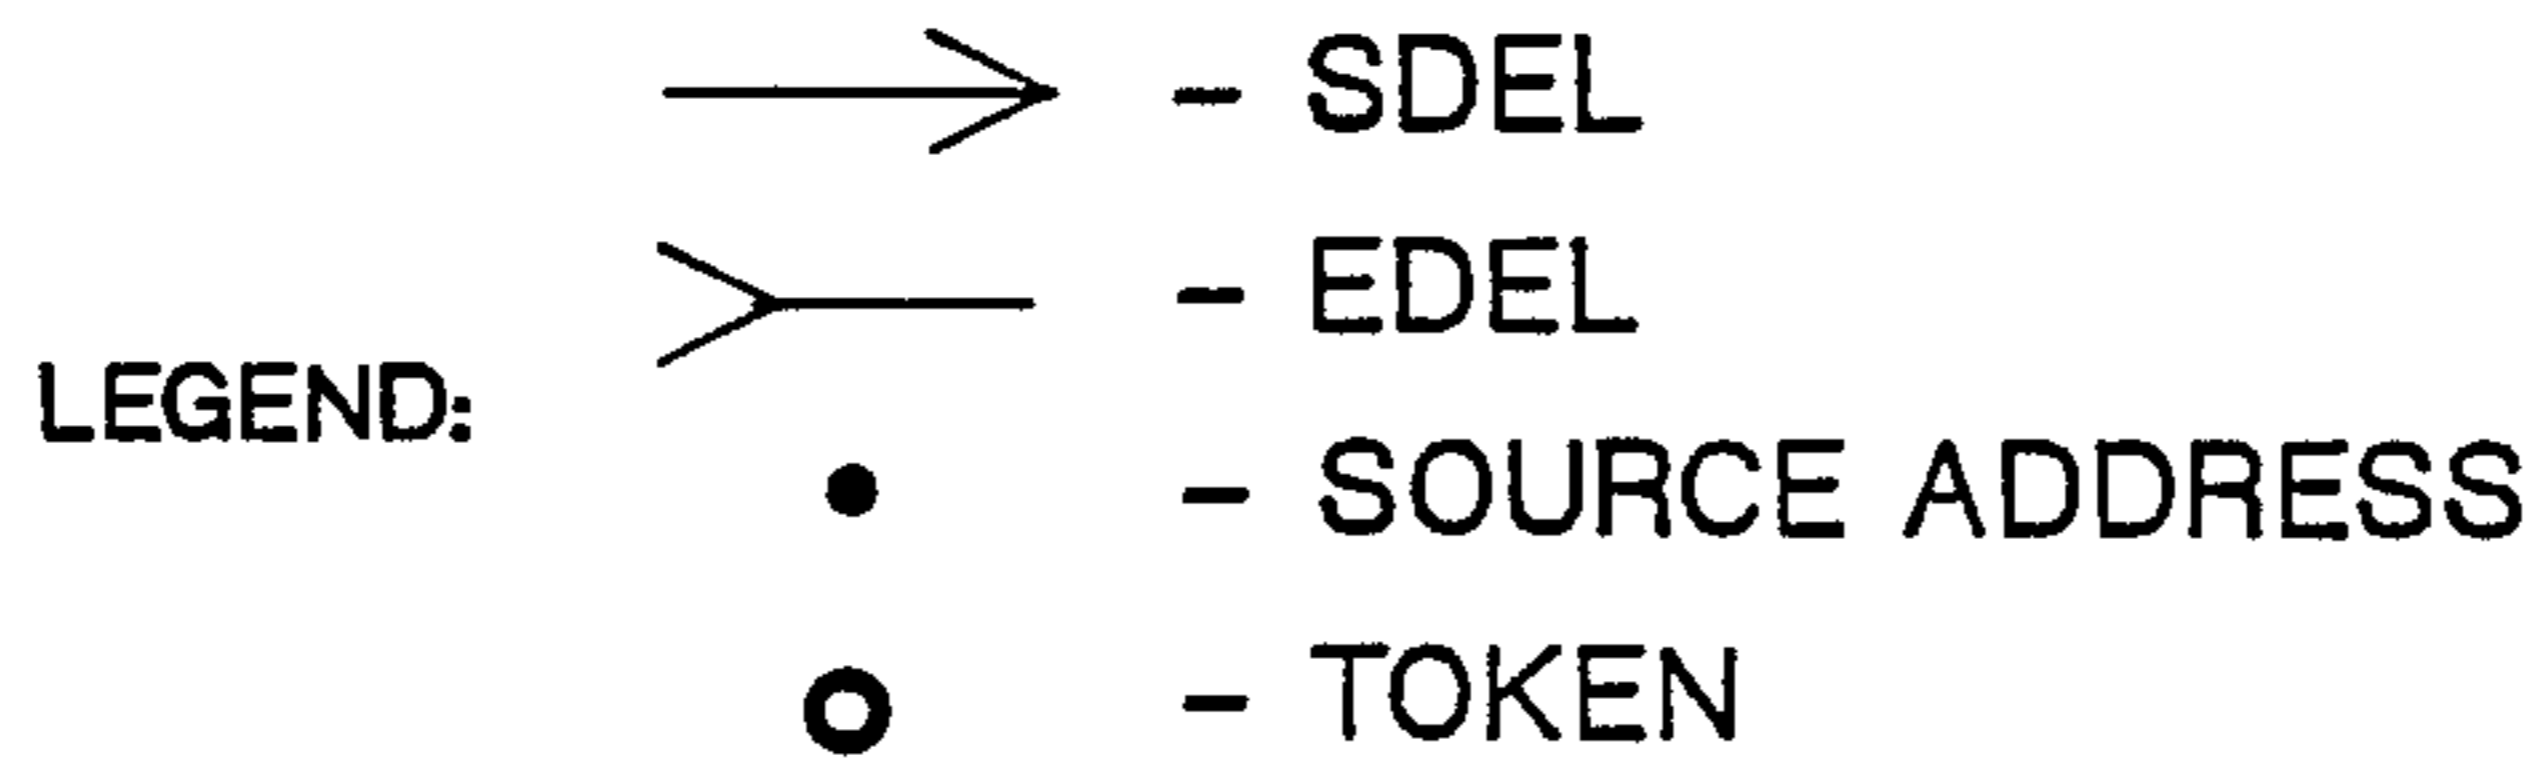 - SDEL
- EDEL
LEGEND:
- SOURCE ADDRESS
- TOKEN